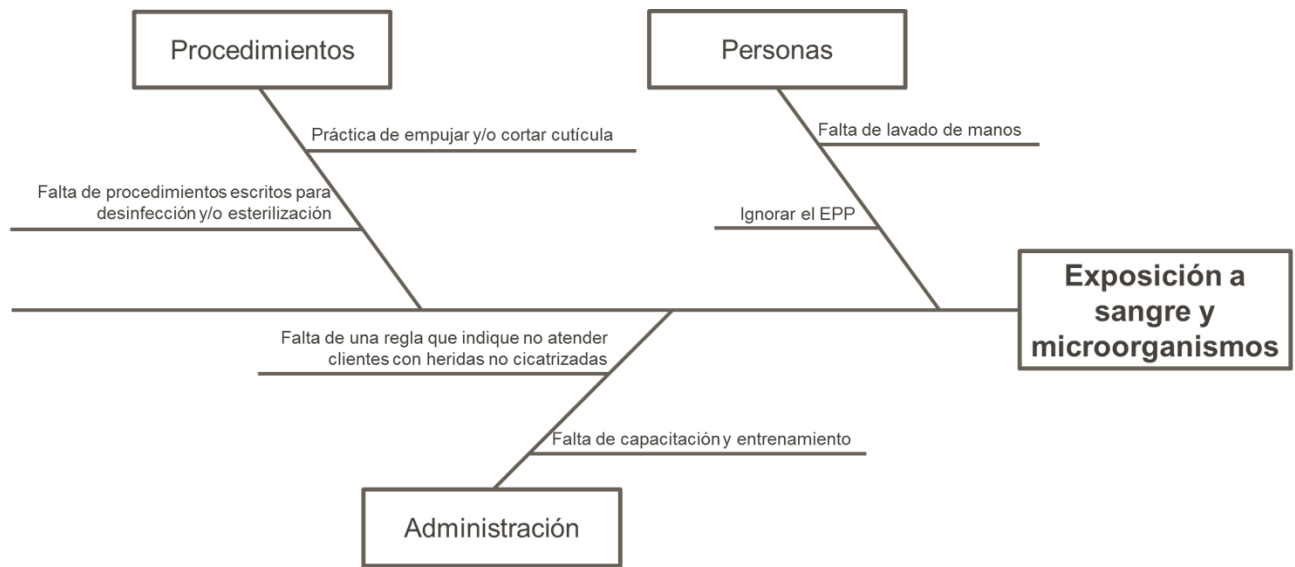 Procedimientos
Personas
Práctica de empujar y/o cortar cutícula
Falta de lavado de manos
Falta de procedimientos escritos para
desinfección y/o esterilización
Ignorar el EPP
Exposición a
sangre y
microorganismos
Falta de una regla que indique no atender
clientes con heridas no cicatrizadas
Falta de capacitación y entrenamiento
Administración